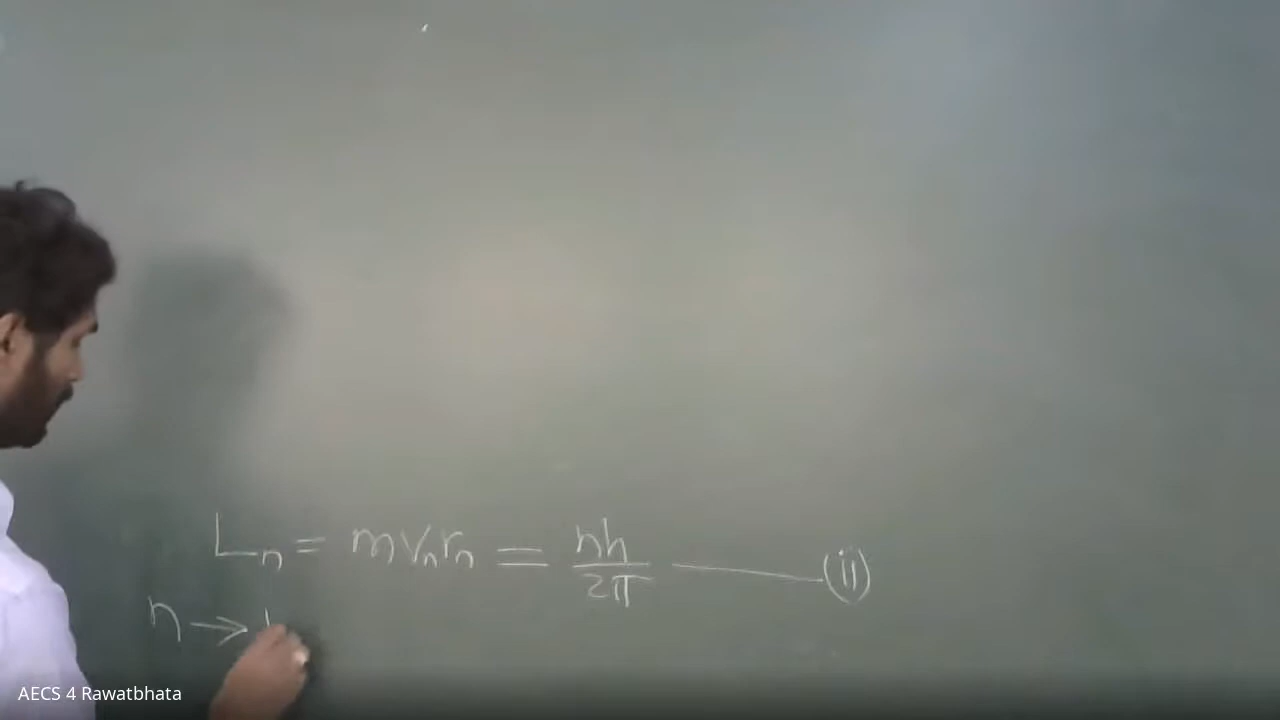 Lₙ = mvₙrₙ = nh/2π ——— (ii)
n →
AECS 4 Rawatbhata